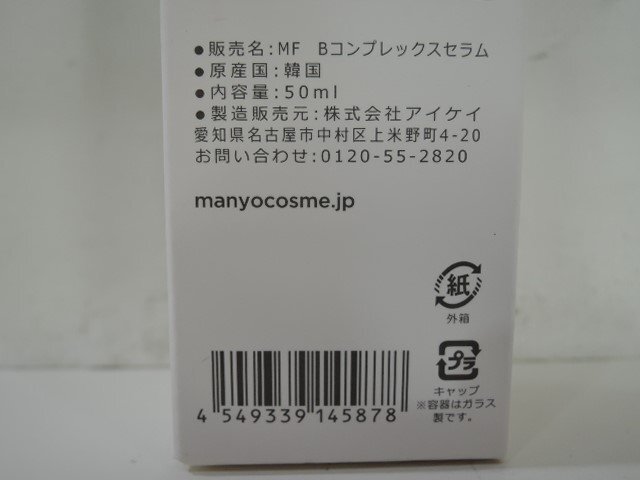 ●販売名:MF Bコンプレックスセラム
●原産国:韓国
●内容量:50ml
●製造販売元:株式会社アイケイ
愛知県名古屋市中村区上米野町4-20
お問い合わせ:0120-55-2820
manyocosme.jp
紙
外箱
プラ
キャップ
※容器はガラス
製です。
4 549339 145878